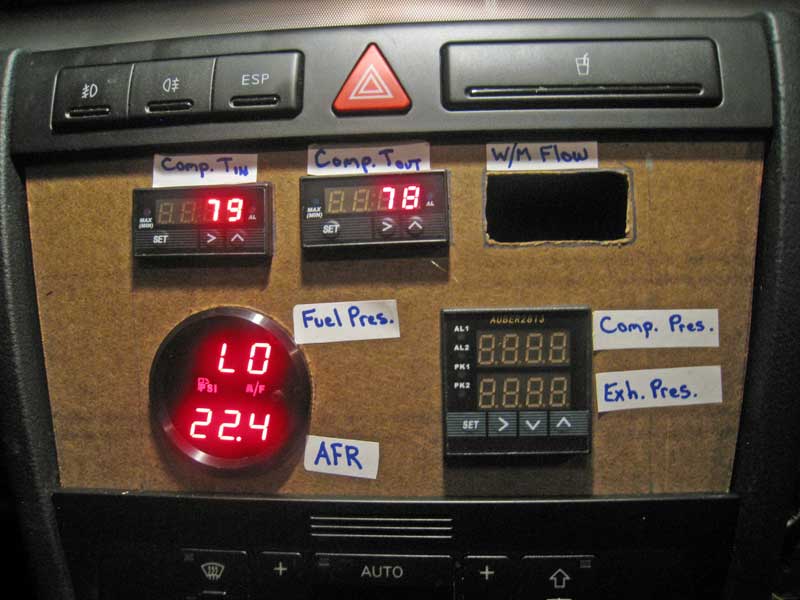 ESP
Comp. TIN
Comp. TOUT
W/M Flow
MAX
(MIN)
79
AL
SET
MAX
(MIN)
78
AL
SET
Fuel Pres.
LO
PSI A/F
22.4
AFR
AUBER2813
AL1
AL2
PK1
PK2
SET
Comp. Pres.
Exh. Pres.
AUTO